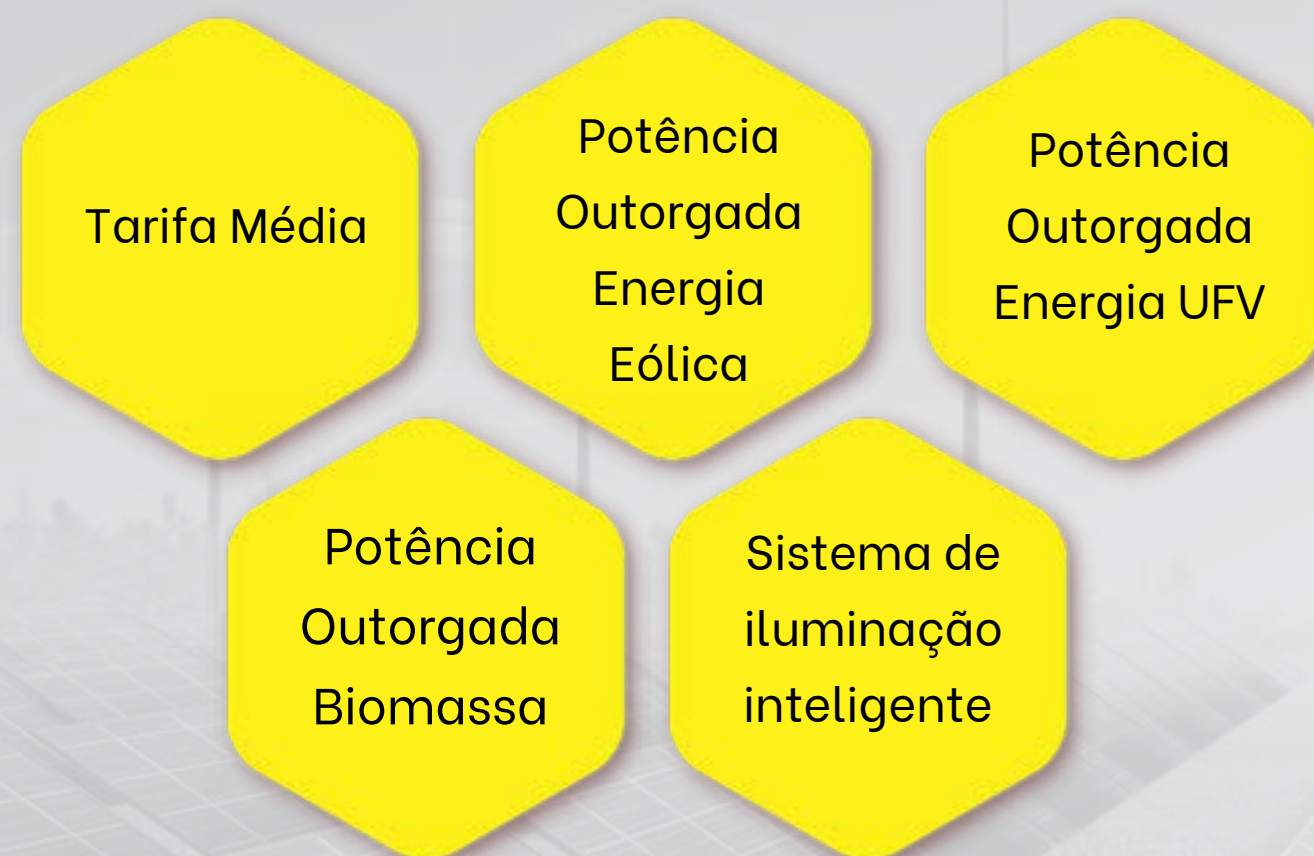 Tarifa Média
Potência
Outorgada
Energia
Eólica
Potência
Outorgada
Energia UFV
Potência
Outorgada
Biomassa
Sistema de
iluminação
inteligente